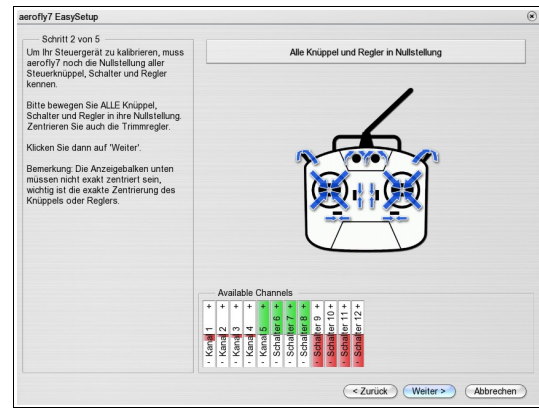 aerofly7 EasySetup
Schritt 2 von 5
Um Ihr Steuergerät zu kalibrieren, muss
aerofly7 noch die Nullstellung aller
Steuerknüppel, Schalter und Regler
kennen.
Bitte bewegen Sie ALLE Knüppel,
Schalter und Regler in ihre Nullstellung.
Zentrieren Sie auch die Trimmregler.
Klicken Sie dann auf 'Weiter'.
Bemerkung: Die Anzeigebalken unten
müssen nicht exakt zentriert sein,
wichtig ist die exakte Zentrierung des
Knüppels oder Reglers.
Alle Knüppel und Regler in Nullstellung
Available Channels
- Kanal 1 +
- Kanal 2 +
- Kanal 3 +
- Kanal 4 +
- Kanal 5 +
- Schalter 6 +
- Schalter 7 +
- Schalter 8 +
- Schalter 9 +
- Schalter 10 +
- Schalter 11 +
- Schalter 12 +
< Zurück
Weiter >
Abbrechen